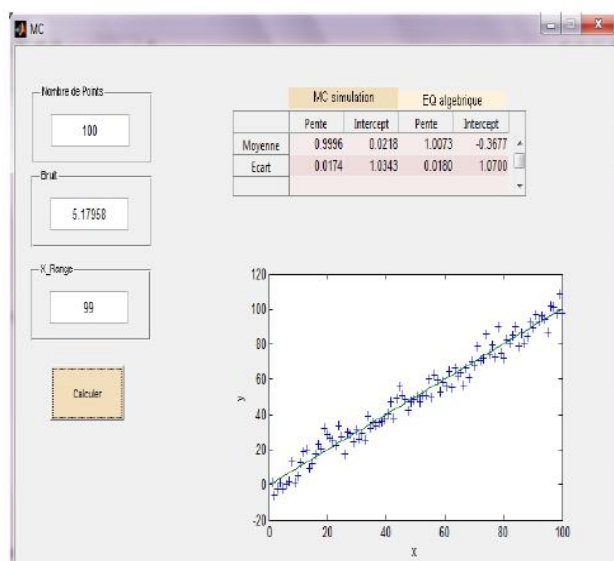 MC
Nombre de Points
100
Bruit
5.17958
X_Range
99
Calculer
MC simulation EQ algebrique
Pente Intercept Pente Intercept
Moyenne 0.9996 0.0218 1.0073 -0.3677
Ecart 0.0174 1.0343 0.0180 1.0700
120
100
80
60
40
20
0
-20
y
0 20 40 60 80 100
X